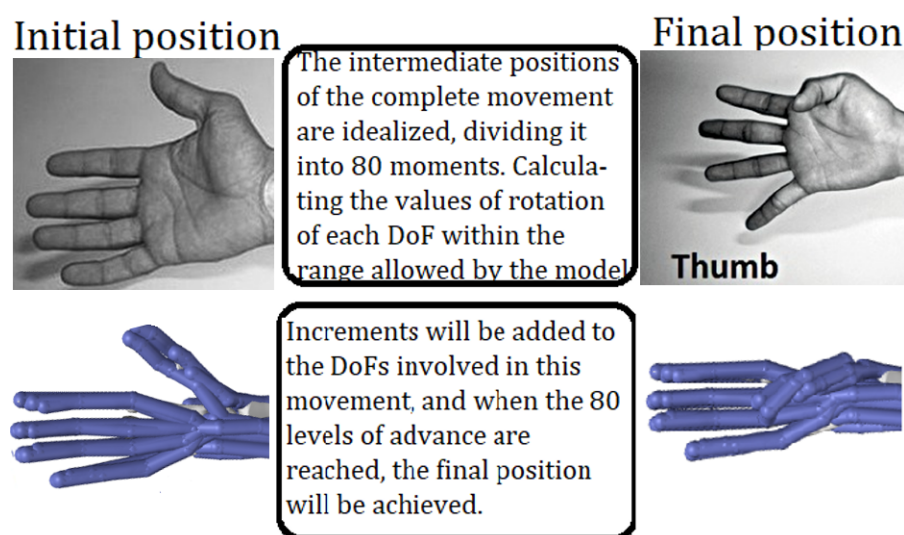 Initial position
The intermediate positions
of the complete movement
are idealized, dividing it
into 80 moments. Calcula-
ting the values of rotation
of each DoF within the
range allowed by the model
Final position
Thumb
Increments will be added to
the DoFs involved in this
movement, and when the 80
levels of advance are
reached, the final position
will be achieved.